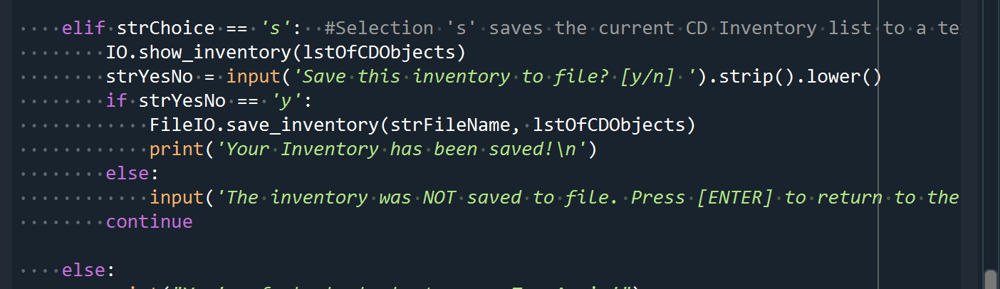 elif strChoice == 's':  #Selection 's' saves the current CD Inventory list to a
IO.show_inventory(lstOfCDObjects)
strYesNo = input('Save this inventory to file? [y/n] ').strip().lower()
if strYesNo == 'y':
FileIO.save_inventory(strFileName, lstOfCDObjects)
print('Your Inventory has been saved!\n')
else:
input('The inventory was NOT saved to file. Press [ENTER] to return to the
continue
else: